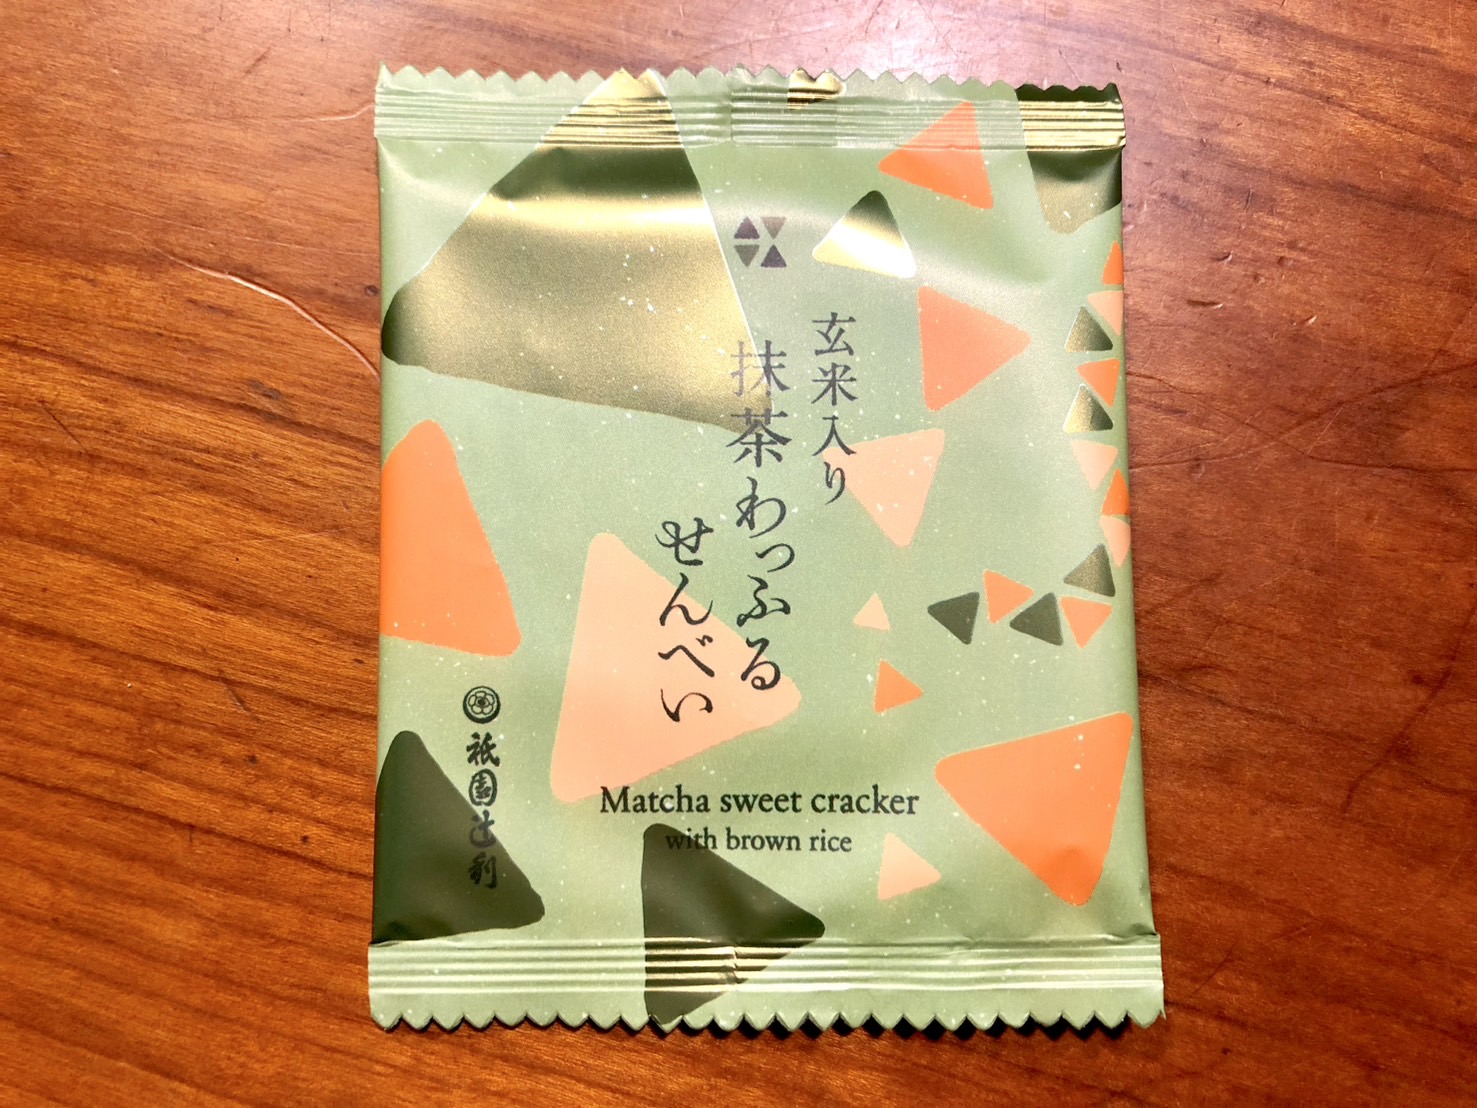 玄米入り
抹茶わっふる
せんべい
祇園辻利
Matcha sweet cracker
with brown rice